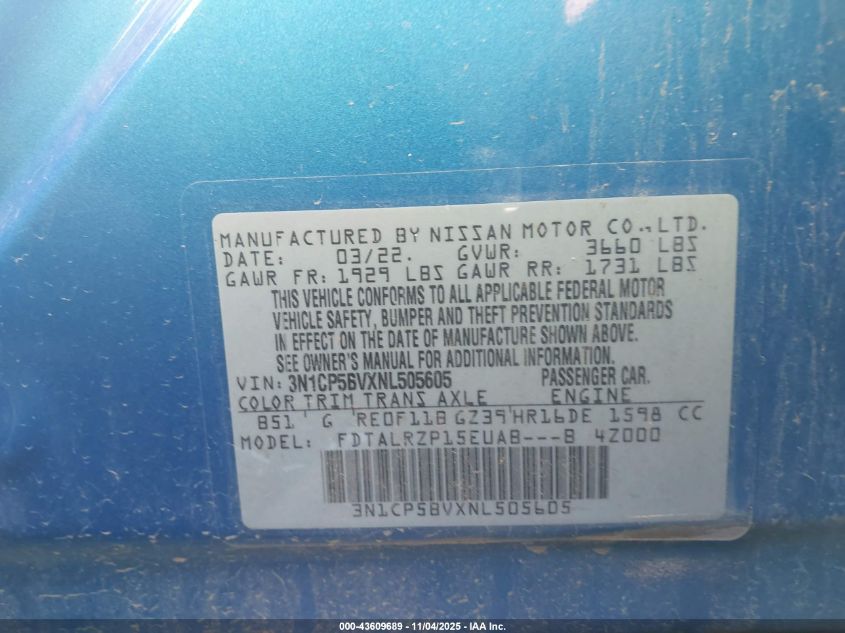 MANUFACTURED BY NISSAN MOTOR CO.,LTD.
DATE: 03/22. GVWR: 3660 LBS
GAWR FR: 1929 LBS GAWR RR: 1731 LBS
THIS VEHICLE CONFORMS TO ALL APPLICABLE FEDERAL MOTOR
VEHICLE SAFETY, BUMPER AND THEFT PREVENTION STANDARDS
IN EFFECT ON THE DATE OF MANUFACTURE SHOWN ABOVE.
SEE OWNER'S MANUAL FOR ADDITIONAL INFORMATION.
VIN: 3N1CP5BVXNL505605 PASSENGER CAR.
COLOR TRIM TRANS AXLE ENGINE
B51 G RE0F11B GZ39 HR16DE 1598 CC
MODEL: FDTALRZP15EUAB---B 4Z000
3N1CP5BVXNL505605
000-43609689 - 11/04/2025 - IAA Inc.